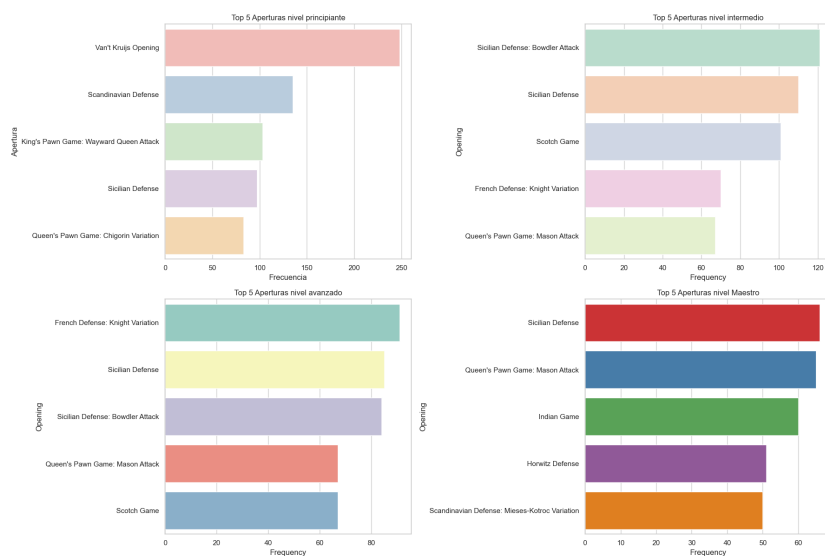 Top 5 Aperturas nivel principiante
Apertura
Van't Kruijs Opening
Scandinavian Defense
King's Pawn Game: Wayward Queen Attack
Sicilian Defense
Queen's Pawn Game: Chigorin Variation
0 50 100 150 200 250
Frecuencia
Top 5 Aperturas nivel intermedio
Opening
Sicilian Defense: Bowdler Attack
Sicilian Defense
Scotch Game
French Defense: Knight Variation
Queen's Pawn Game: Mason Attack
0 20 40 60 80 100 120
Frequency
Top 5 Aperturas nivel avanzado
Opening
French Defense: Knight Variation
Sicilian Defense
Sicilian Defense: Bowdler Attack
Queen's Pawn Game: Mason Attack
Scotch Game
0 20 40 60 80
Frequency
Top 5 Aperturas nivel Maestro
Opening
Sicilian Defense
Queen's Pawn Game: Mason Attack
Indian Game
Horwitz Defense
Scandinavian Defense: Mieses-Kotroc Variation
0 10 20 30 40 50 60
Frequency